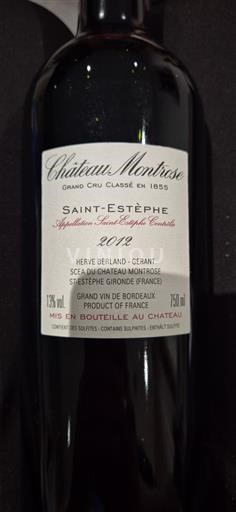 Château Montrose
GRAND CRU CLASSÉ EN 1855
SAINT-ESTÈPHE
Appellation Saint-Estèphe Contrôlée
VINIOU
2012
HERVÉ BERLAND - GÉRANT
SCEA DU CHATEAU MONTROSE
ST-ESTÈPHE GIRONDE (FRANCE)
13% vol.
GRAND VIN DE BORDEAUX
PRODUCT OF FRANCE
750 ml
MIS EN BOUTEILLE AU CHATEAU
CONTIENT DES SULFITES - CONTAINS SULPHITES - ENTHÄLT SULFITE